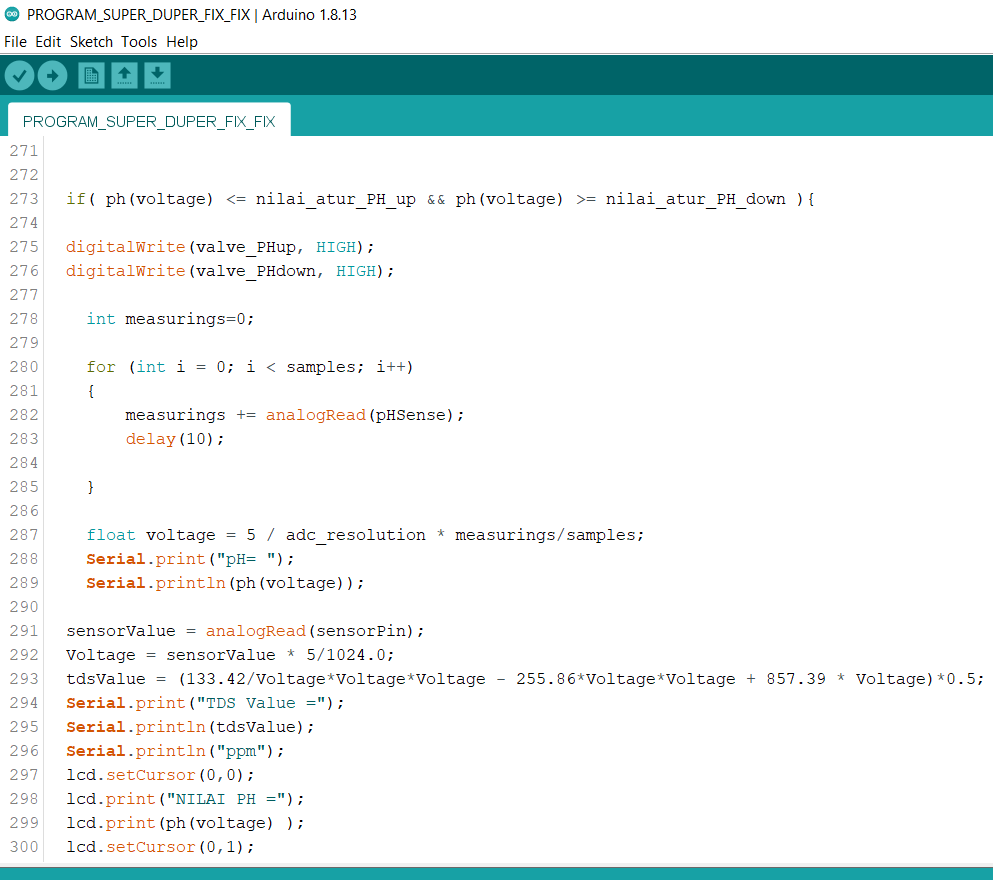 PROGRAM_SUPER_DUPER_FIX_FIX | Arduino 1.8.13
File Edit Sketch Tools Help
PROGRAM_SUPER_DUPER_FIX_FIX
271
272
273 if( ph(voltage) <= nilai_atur_PH_up && ph(voltage) >= nilai_atur_PH_down ){
274
275 digitalWrite(valve_PHup, HIGH);
276 digitalWrite(valve_PHdown, HIGH);
277
278 int measurings=0;
279
280 for (int i = 0; i < samples; i++)
281 {
282 measurings += analogRead(pHSense);
283 delay(10);
284
285 }
286
287 float voltage = 5 / adc_resolution * measurings/samples;
288 Serial.print("pH= ");
289 Serial.println(ph(voltage));
290
291 sensorValue = analogRead(sensorPin);
292 Voltage = sensorValue * 5/1024.0;
293 tdsValue = (133.42/Voltage*Voltage*Voltage - 255.86*Voltage*Voltage + 857.39 * Voltage)*0.5;
294 Serial.print("TDS Value =");
295 Serial.println(tdsValue);
296 Serial.println("ppm");
297 lcd.setCursor(0,0);
298 lcd.print("NILAI PH =");
299 lcd.print(ph(voltage) );
300 lcd.setCursor(0,1);